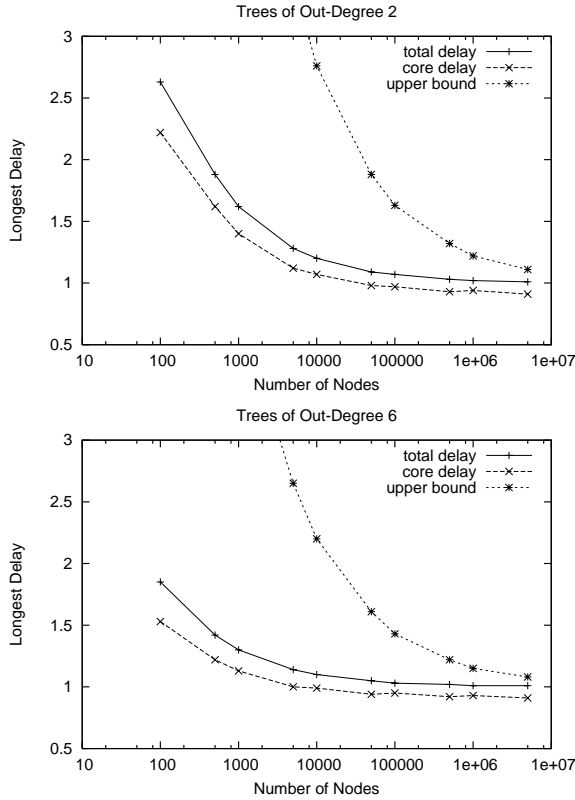 Trees of Out-Degree 2
3
total delay
core delay
upper bound
2.5
2
1.5
1
0.5
Longest Delay
10 100 1000 10000 100000 1e+06 1e+07
Number of Nodes
Trees of Out-Degree 6
3
total delay
core delay
upper bound
2.5
2
1.5
1
0.5
Longest Delay
10 100 1000 10000 100000 1e+06 1e+07
Number of Nodes